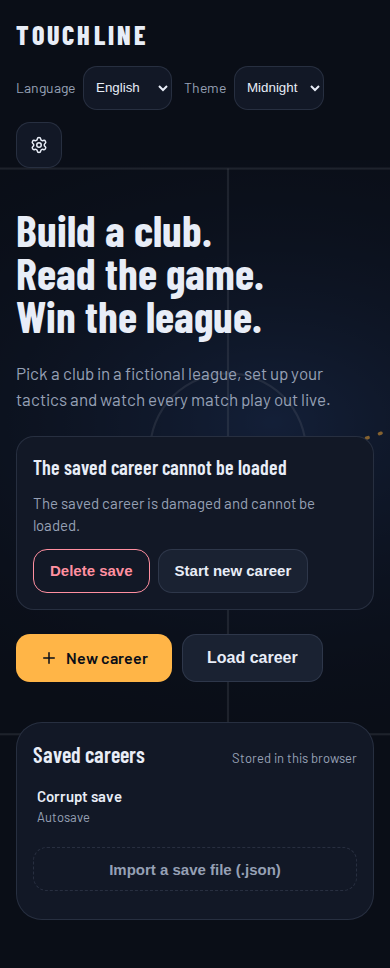 TOUCHLINE
Language English Theme Midnight
Build a club.
Read the game.
Win the league.
Pick a club in a fictional league, set up your
tactics and watch every match play out live.
The saved career cannot be loaded
The saved career is damaged and cannot be
loaded.
Delete save Start new career
New career Load career
Saved careers Stored in this browser
Corrupt save
Autosave
Import a save file (.json)